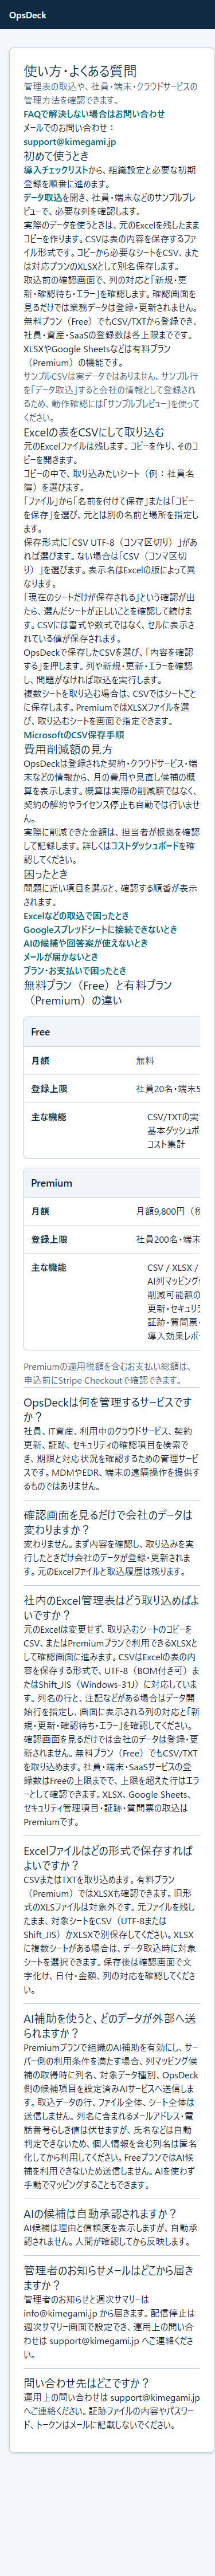 OpsDeck
使い方・よくある質問
管理表の取込や、社員・端末・クラウドサービスの
管理方法を確認できます。
FAQで解決しない場合はお問い合わせ
メールでのお問い合わせ：
support@kimegami.jp
初めて使うとき
導入チェックリストから、組織設定と必要な初期
登録を順番に進めます。
データ取込を開き、社員・端末などのサンプルプレ
ビューで、必要な列を確認します。
実際のデータを使うときは、元のExcelを残したまま
コピーを作ります。CSVは表の内容を保存するファ
イル形式です。コピーから必要なシートをCSV、また
は対応プランのXLSXとして別名保存します。
取込前の確認画面で、列の対応と「新規・更
新・確認待ち・エラー」を確認します。確認画面を
見るだけでは業務データは登録・更新されません。
無料プラン（Free）でもCSV/TXTから登録でき、
社員・資産・SaaSの登録数は各上限までです。
XLSXやGoogle Sheetsなどは有料プラン
（Premium）の機能です。
サンプルCSVは実データではありません。サンプル行
を「データ取込」すると会社の情報として登録され
るため、動作確認には「サンプルプレビュー」を使って
ください。
Excelの表をCSVにして取り込む
元のExcelファイルは残します。コピーを作り、そのコ
ピーを開きます。
コピーの中で、取り込みたいシート（例：社員名
簿）を選びます。
「ファイル」から「名前を付けて保存」または「コピー
を保存」を選び、元とは別の名前と場所を指定し
ます。
保存形式に「CSV UTF-8（コンマ区切り）」があ
れば選びます。ない場合は「CSV（コンマ区切
り）」を選びます。表示名はExcelの版によって異
なります。
「現在のシートだけが保存される」という確認が出
たら、選んだシートが正しいことを確認して続けま
す。CSVには書式や数式ではなく、セルに表示され
ている値が保存されます。
OpsDeckで保存したCSVを選び、「内容を確認
する」を押します。列や新規・更新・エラーを確認
し、問題がなければ取込を実行します。
複数シートを取り込む場合は、CSVではシートごと
に保存します。PremiumではXLSXファイルを選
び、取り込むシートを画面で指定できます。
MicrosoftのCSV保存手順
費用削減額の見方
OpsDeckは登録された契約・クラウドサービス・端
末などの情報から、月の費用や見直し候補の概
算を表示します。概算は実際の削減額ではなく、
契約の解約やライセンス停止も自動では行いませ
ん。
実際に削減できた金額は、担当者が根拠を確認
して記録します。詳しくはコストダッシュボードを確
認してください。
困ったとき
問題に近い項目を選ぶと、確認する順番が表示
されます。
Excelなどの取込で困ったとき
Googleスプレッドシートに接続できないとき
AIの候補や回答案が使えないとき
メールが届かないとき
プラン・お支払いで困ったとき
無料プラン（Free）と有料プラン
（Premium）の違い
Free
月額 無料
登録上限 社員20名・端末5
主な機能 CSV/TXTの実
基本ダッシュボ
コスト集計
Premium
月額 月額9,800円（税
登録上限 社員200名・端末
主な機能 CSV / XLSX /
AI列マッピング
削減可能額の
更新・セキュリテ
証跡・質問票・
導入効果レポ
Premiumの適用税額を含むお支払い総額は、
申込前にStripe Checkoutで確認できます。
OpsDeckは何を管理するサービスです
か？
社員、IT資産、利用中のクラウドサービス、契約
更新、証跡、セキュリティの確認項目を検索で
き、期限と対応状況を確認するための管理サービ
スです。MDMやEDR、端末の遠隔操作を提供す
るものではありません。
確認画面を見るだけで会社のデータは
変わりますか？
変わりません。まず内容を確認し、取り込みを実
行したときだけ会社のデータが登録・更新されま
す。元のExcelファイルと取込履歴は残ります。
社内のExcel管理表はどう取り込めばよ
いですか？
元のExcelは変更せず、取り込むシートのコピーを
CSV、またはPremiumプランで利用できるXLSXと
して確認画面に進みます。CSVはExcelの表の内
容を保存する形式で、UTF-8（BOM付き可）ま
たはShift_JIS（Windows-31J）に対応していま
す。列名の行と、注記などがある場合はデータ開
始行を指定し、画面に表示される列の対応と「新
規・更新・確認待ち・エラー」を確認してください。
確認画面を見るだけでは会社のデータは登録・更
新されません。無料プラン（Free）でもCSV/TXT
を取り込めます。社員・端末・SaaSサービスの登
録数はFreeの上限までで、上限を超えた行はエラ
ーとして確認できます。XLSX、Google Sheets、
セキュリティ管理項目・証跡・質問票の取込は
Premiumです。
Excelファイルはどの形式で保存すれば
よいですか？
CSVまたはTXTを取り込めます。有料プラン
（Premium）ではXLSXも確認できます。旧形
式のXLSファイルは対象外です。元ファイルを残し
たまま、対象シートをCSV（UTF-8または
Shift_JIS）かXLSXで別保存してください。XLSX
に複数シートがある場合は、データ取込時に対象
シートを選択できます。保存後は確認画面で文
字化け、日付・金額、列の対応を確認してくださ
い。
AI補助を使うと、どのデータが外部へ送
られますか？
Premiumプランで組織のAI補助を有効にし、サー
バー側の利用条件を満たす場合、列マッピング候
補の取得時に列名、対象データ種別、OpsDeck
側の候補項目を設定済みAIサービスへ送信しま
す。取込データの行、ファイル全体、シート全体は
送信しません。列名に含まれるメールアドレス・電
話番号らしき値は伏せますが、氏名などは自動
判定できないため、個人情報を含む列名は匿名
化してから利用してください。FreeプランではAI候
補を利用できないため送信しません。AIを使わず
手動でマッピングすることもできます。
AIの候補は自動承認されますか？
AI候補は理由と信頼度を表示しますが、自動承
認されません。人間が確認してから反映します。
管理者のお知らせメールはどこから届き
ますか？
管理者のお知らせと週次サマリーは
info@kimegami.jp から届きます。配信停止は
週次サマリー画面で設定でき、運用上の問い合
わせは support@kimegami.jp へご連絡くださ
い。
問い合わせ先はどこですか？
運用上の問い合わせは support@kimegami.jp
へご連絡ください。証跡ファイルの内容やパスワー
ド、トークンはメールに記載しないでください。